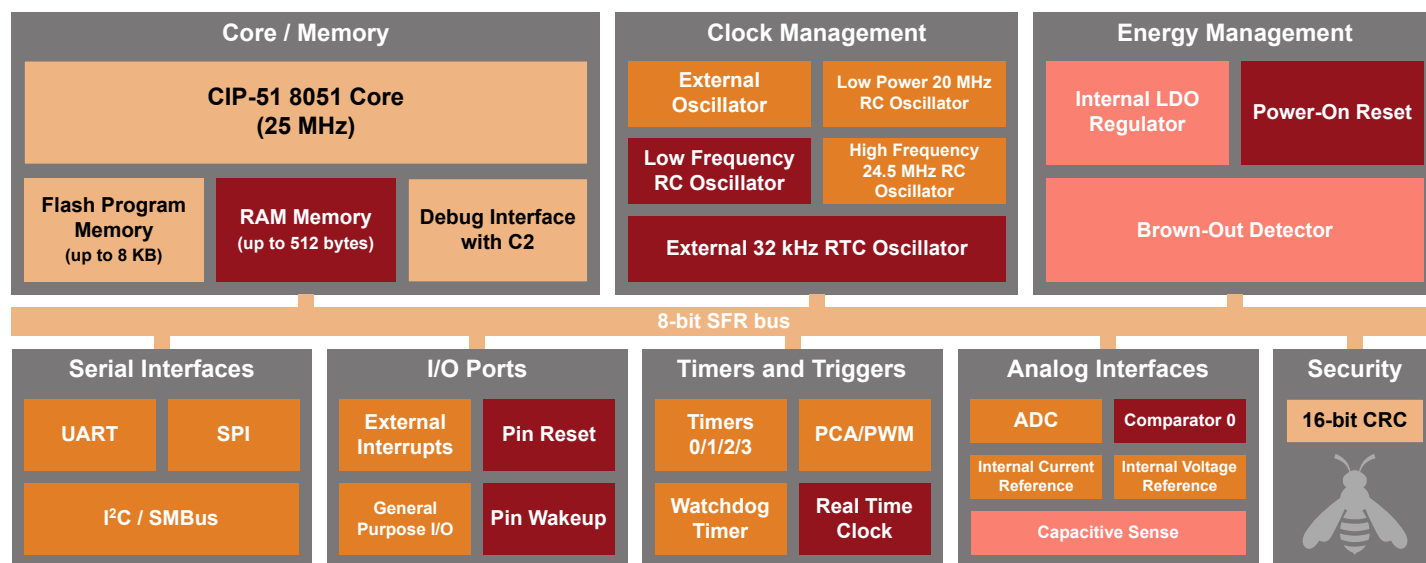 Core / Memory
CIP-51 8051 Core
(25 MHz)
Flash Program
Memory
(up to 8 KB)
RAM Memory
(up to 512 bytes)
Debug Interface
with C2
Clock Management
External
Oscillator
Low Power 20 MHz
RC Oscillator
Low Frequency
RC Oscillator
High Frequency
24.5 MHz RC
Oscillator
External 32 kHz RTC Oscillator
Energy Management
Internal LDO
Regulator
Power-On Reset
Brown-Out Detector
8-bit SFR bus
Serial Interfaces
UART
SPI
I²C / SMBus
I/O Ports
External
Interrupts
Pin Reset
General
Purpose I/O
Pin Wakeup
Timers and Triggers
Timers
0/1/2/3
PCA/PWM
Watchdog
Timer
Real Time
Clock
Analog Interfaces
ADC
Comparator 0
Internal Current
Reference
Internal Voltage
Reference
Capacitive Sense
Security
16-bit CRC